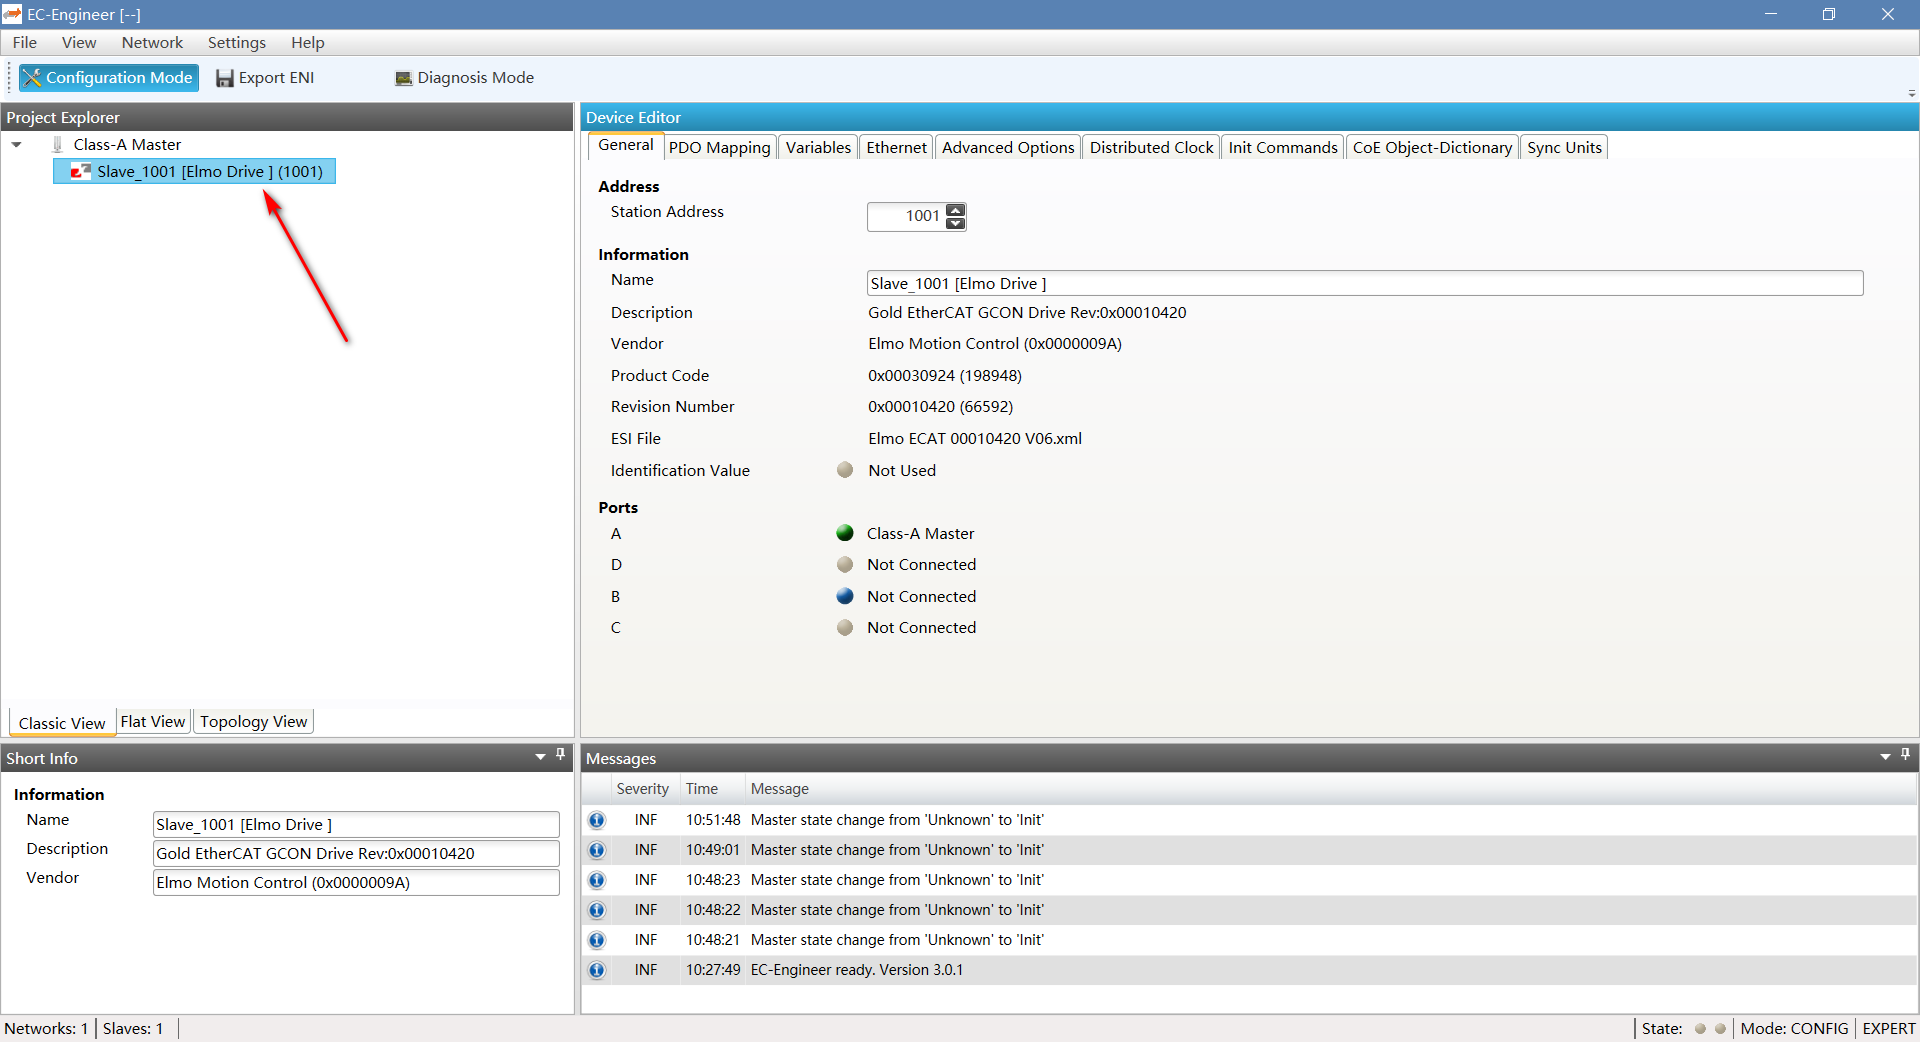 EC-Engineer [--]
File View Network Settings Help
Configuration Mode Export ENI Diagnosis Mode
Project Explorer
Class-A Master
Slave_1001 [Elmo Drive ] (1001)
Classic View Flat View Topology View
Device Editor
General PDO Mapping Variables Ethernet Advanced Options Distributed Clock Init Commands CoE Object-Dictionary Sync Units
Address
Station Address 1001
Information
Name Slave_1001 [Elmo Drive ]
Description Gold EtherCAT GCON Drive Rev:0x00010420
Vendor Elmo Motion Control (0x0000009A)
Product Code 0x00030924 (198948)
Revision Number 0x00010420 (66592)
ESI File Elmo ECAT 00010420 V06.xml
Identification Value Not Used
Ports
A Class-A Master
D Not Connected
B Not Connected
C Not Connected
Short Info
Information
Name Slave_1001 [Elmo Drive ]
Description Gold EtherCAT GCON Drive Rev:0x00010420
Vendor Elmo Motion Control (0x0000009A)
Messages
Severity Time Message
INF 10:51:48 Master state change from 'Unknown' to 'Init'
INF 10:49:01 Master state change from 'Unknown' to 'Init'
INF 10:48:23 Master state change from 'Unknown' to 'Init'
INF 10:48:22 Master state change from 'Unknown' to 'Init'
INF 10:48:21 Master state change from 'Unknown' to 'Init'
INF 10:27:49 EC-Engineer ready. Version 3.0.1
Networks: 1 Slaves: 1 State: Mode: CONFIG EXPERT